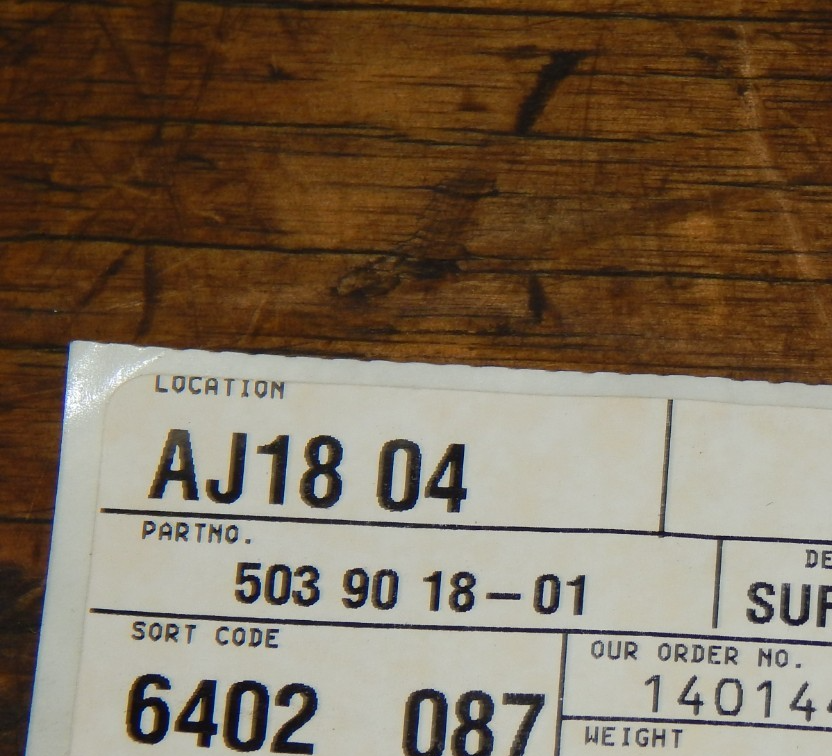 LOCATION
AJ18 04
PARTNO.
503 90 18-01
SORT CODE
6402 087
OUR ORDER NO.
WEIGHT